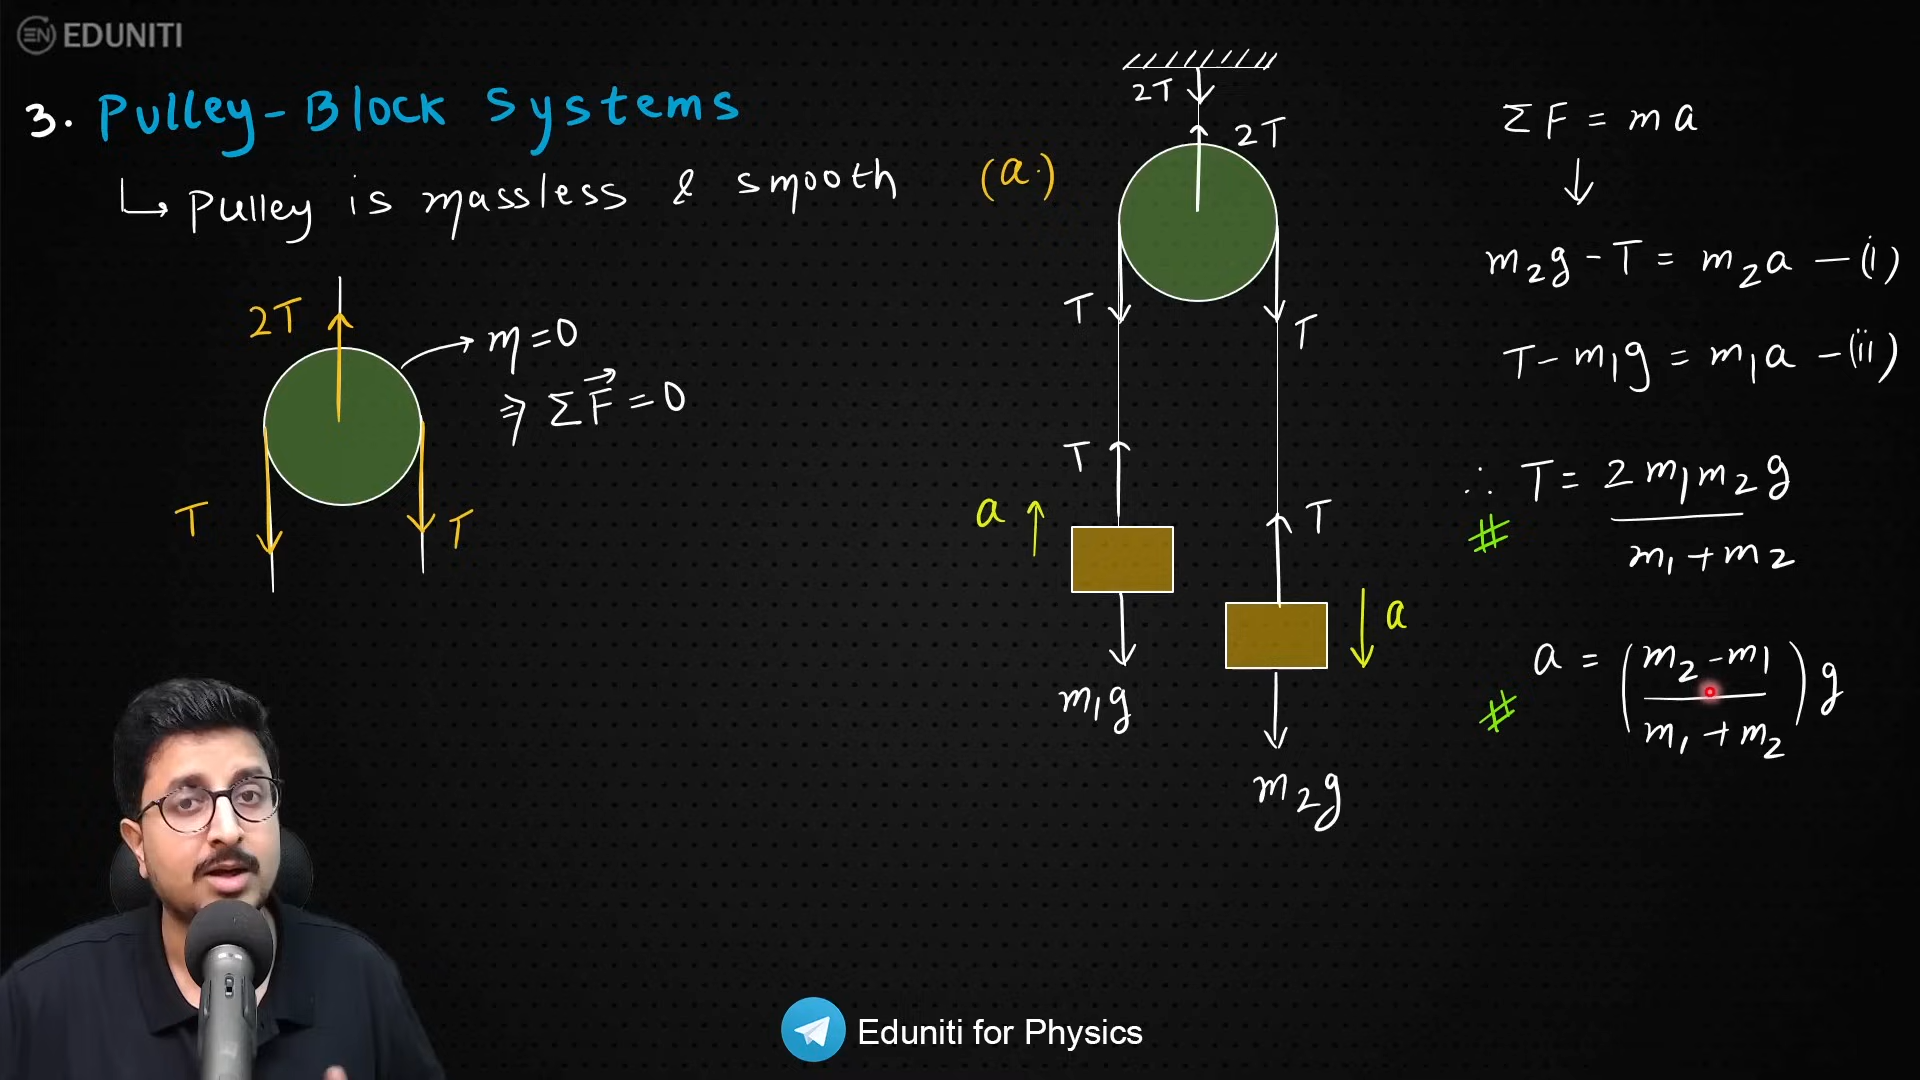 EN EDUNITI
3. Pulley-Block Systems
↳ Pulley is massless & smooth
2T
m=0
⇒ ΣF⃗ = 0
T
T
(a.)
2T
2T
T
T
T
a
T
a
m₁g
m₂g
ΣF = ma
↓
m₂g - T = m₂a —(i)
T - m₁g = m₁a -(ii)
∴ T = 2m₁m₂g / m₁+m₂
#
a = (m₂-m₁ / m₁+m₂) g
#
Eduniti for Physics